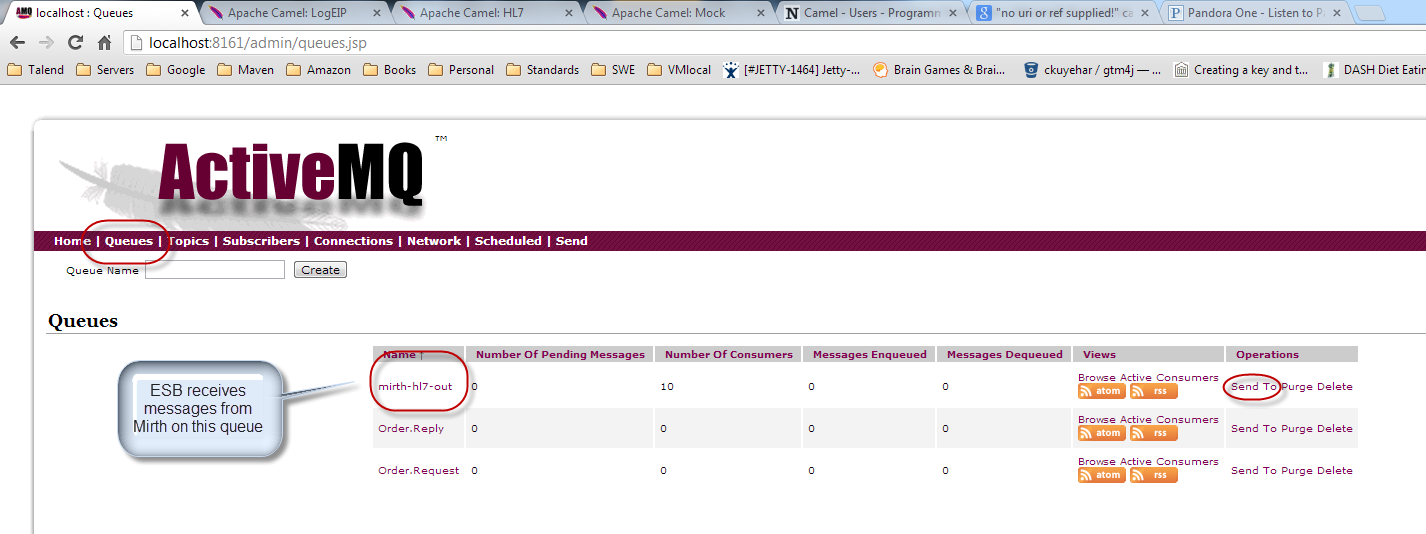 AMQ localhost : Queues
Apache Camel: LogEIP
Apache Camel: HL7
Apache Camel: Mock
N Camel - Users - Programm
"no uri or ref supplied!" ca
P Pandora One - Listen to P
localhost:8161/admin/queues.jsp
Talend Servers Google Maven Amazon Books Personal Standards SWE VMlocal [#JETTY-1464] Jetty-... Brain Games & Brai... ckuyehar / gtm4j — ... Creating a key and t... DASH Diet Eatin
ActiveMQ ™
Home | Queues | Topics | Subscribers | Connections | Network | Scheduled | Send
Queue Name Create
Queues
Name ↑ Number Of Pending Messages Number Of Consumers Messages Enqueued Messages Dequeued Views Operations
mirth-hl7-out 0 10 0 0 Browse Active Consumers Send To Purge Delete
atom rss
Order.Reply 0 0 0 0 Browse Active Consumers Send To Purge Delete
atom rss
Order.Request 0 0 0 0 Browse Active Consumers Send To Purge Delete
atom rss
ESB receives
messages from
Mirth on this queue